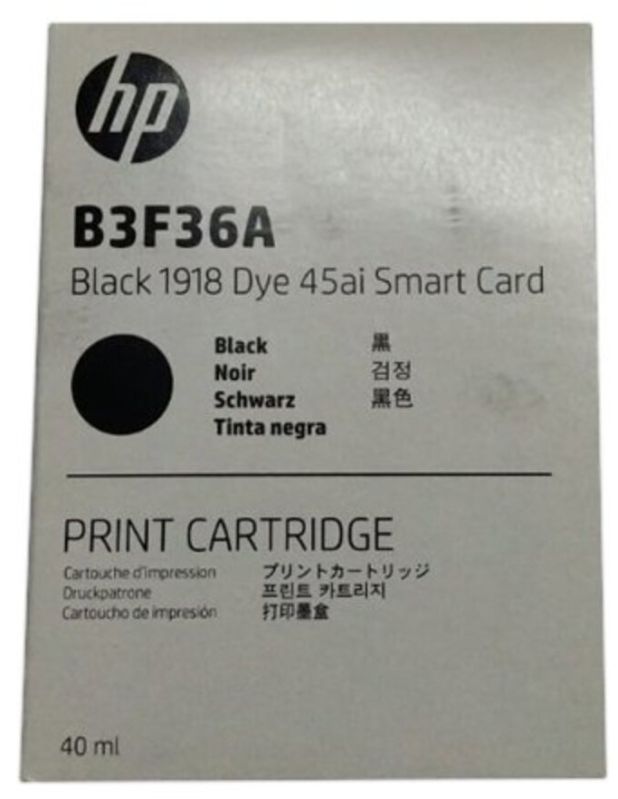 hp
B3F36A
Black 1918 Dye 45ai Smart Card
Black 黒
Noir 검정
Schwarz 黑色
Tinta negra
PRINT CARTRIDGE
Cartouche d'impression プリントカートリッジ
Druckpatrone 프린트 카트리지
Cartoucho de impresión 打印墨盒
40 ml